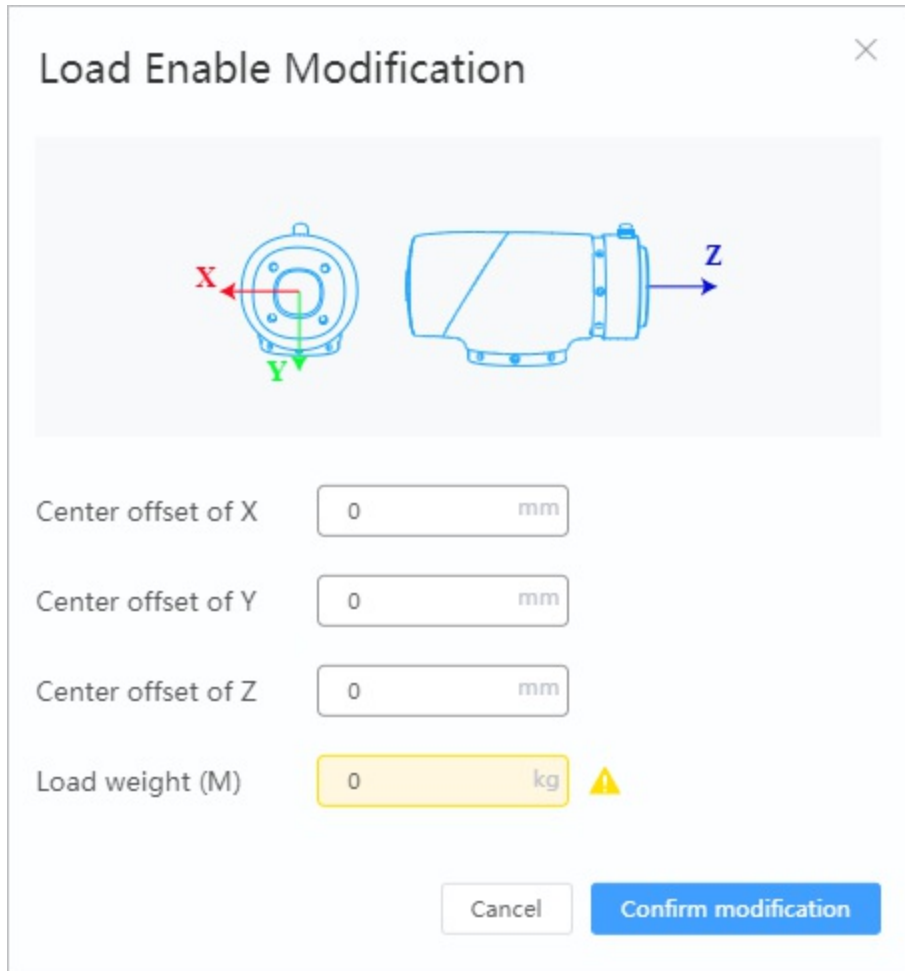 Load Enable Modification
X
Y
Z
Center offset of X 0 mm
Center offset of Y 0 mm
Center offset of Z 0 mm
Load weight (M) 0 kg
Cancel Confirm modification